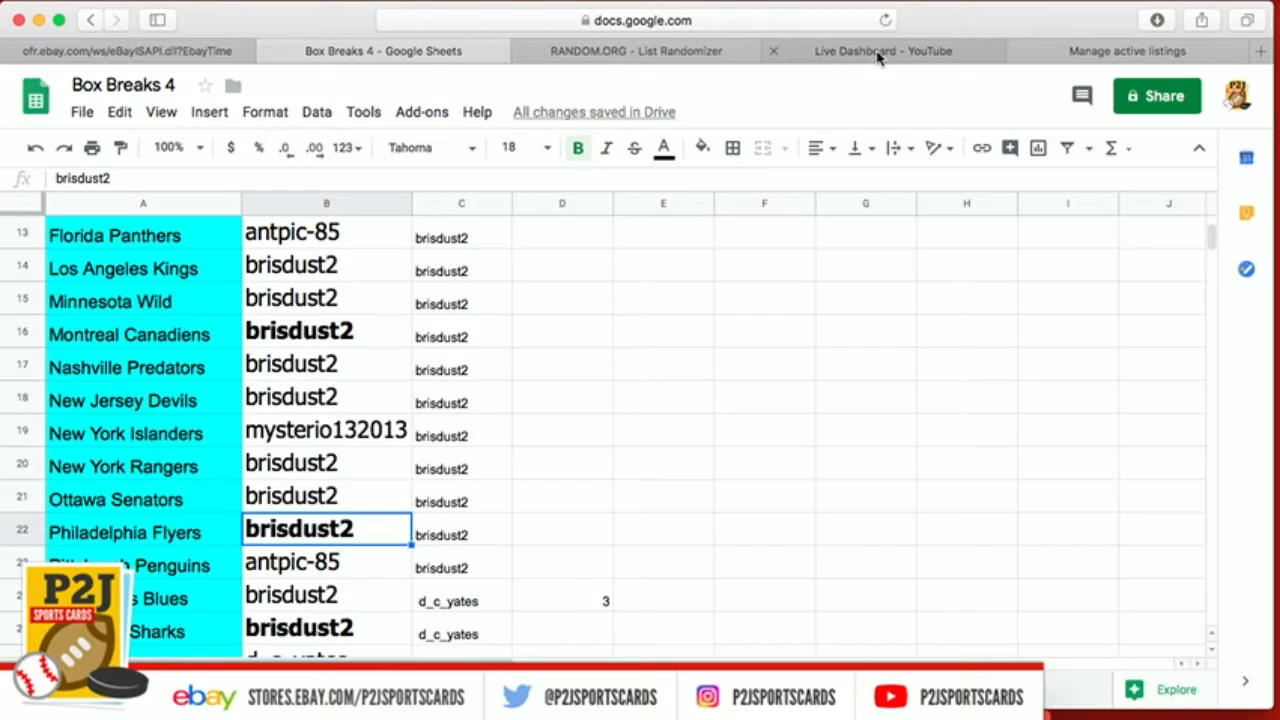 docs.google.com
ofr.ebay.com/ws/eBayISAPI.dll?EbayTime
Box Breaks 4 - Google Sheets
RANDOM.ORG - List Randomizer
Live Dashboard - YouTube
Manage active listings
Box Breaks 4
File Edit View Insert Format Data Tools Add-ons Help All changes saved in Drive
Share
100% $ % .0 .00 123 Tahoma 18 B I S A
fx brisdust2
A B C D E F G H I J
13 Florida Panthers antpic-85 brisdust2
14 Los Angeles Kings brisdust2 brisdust2
15 Minnesota Wild brisdust2 brisdust2
16 Montreal Canadiens brisdust2 brisdust2
17 Nashville Predators brisdust2 brisdust2
18 New Jersey Devils brisdust2 brisdust2
19 New York Islanders mysterio132013 brisdust2
20 New York Rangers brisdust2 brisdust2
21 Ottawa Senators brisdust2 brisdust2
22 Philadelphia Flyers brisdust2 brisdust2
Penguins antpic-85 brisdust2
Blues brisdust2 d_c_yates 3
Sharks brisdust2 d_c_yates
P2J
SPORTS CARDS
ebay STORES.EBAY.COM/P2JSPORTSCARDS @P2JSPORTSCARDS P2JSPORTSCARDS P2JSPORTSCARDS
Explore